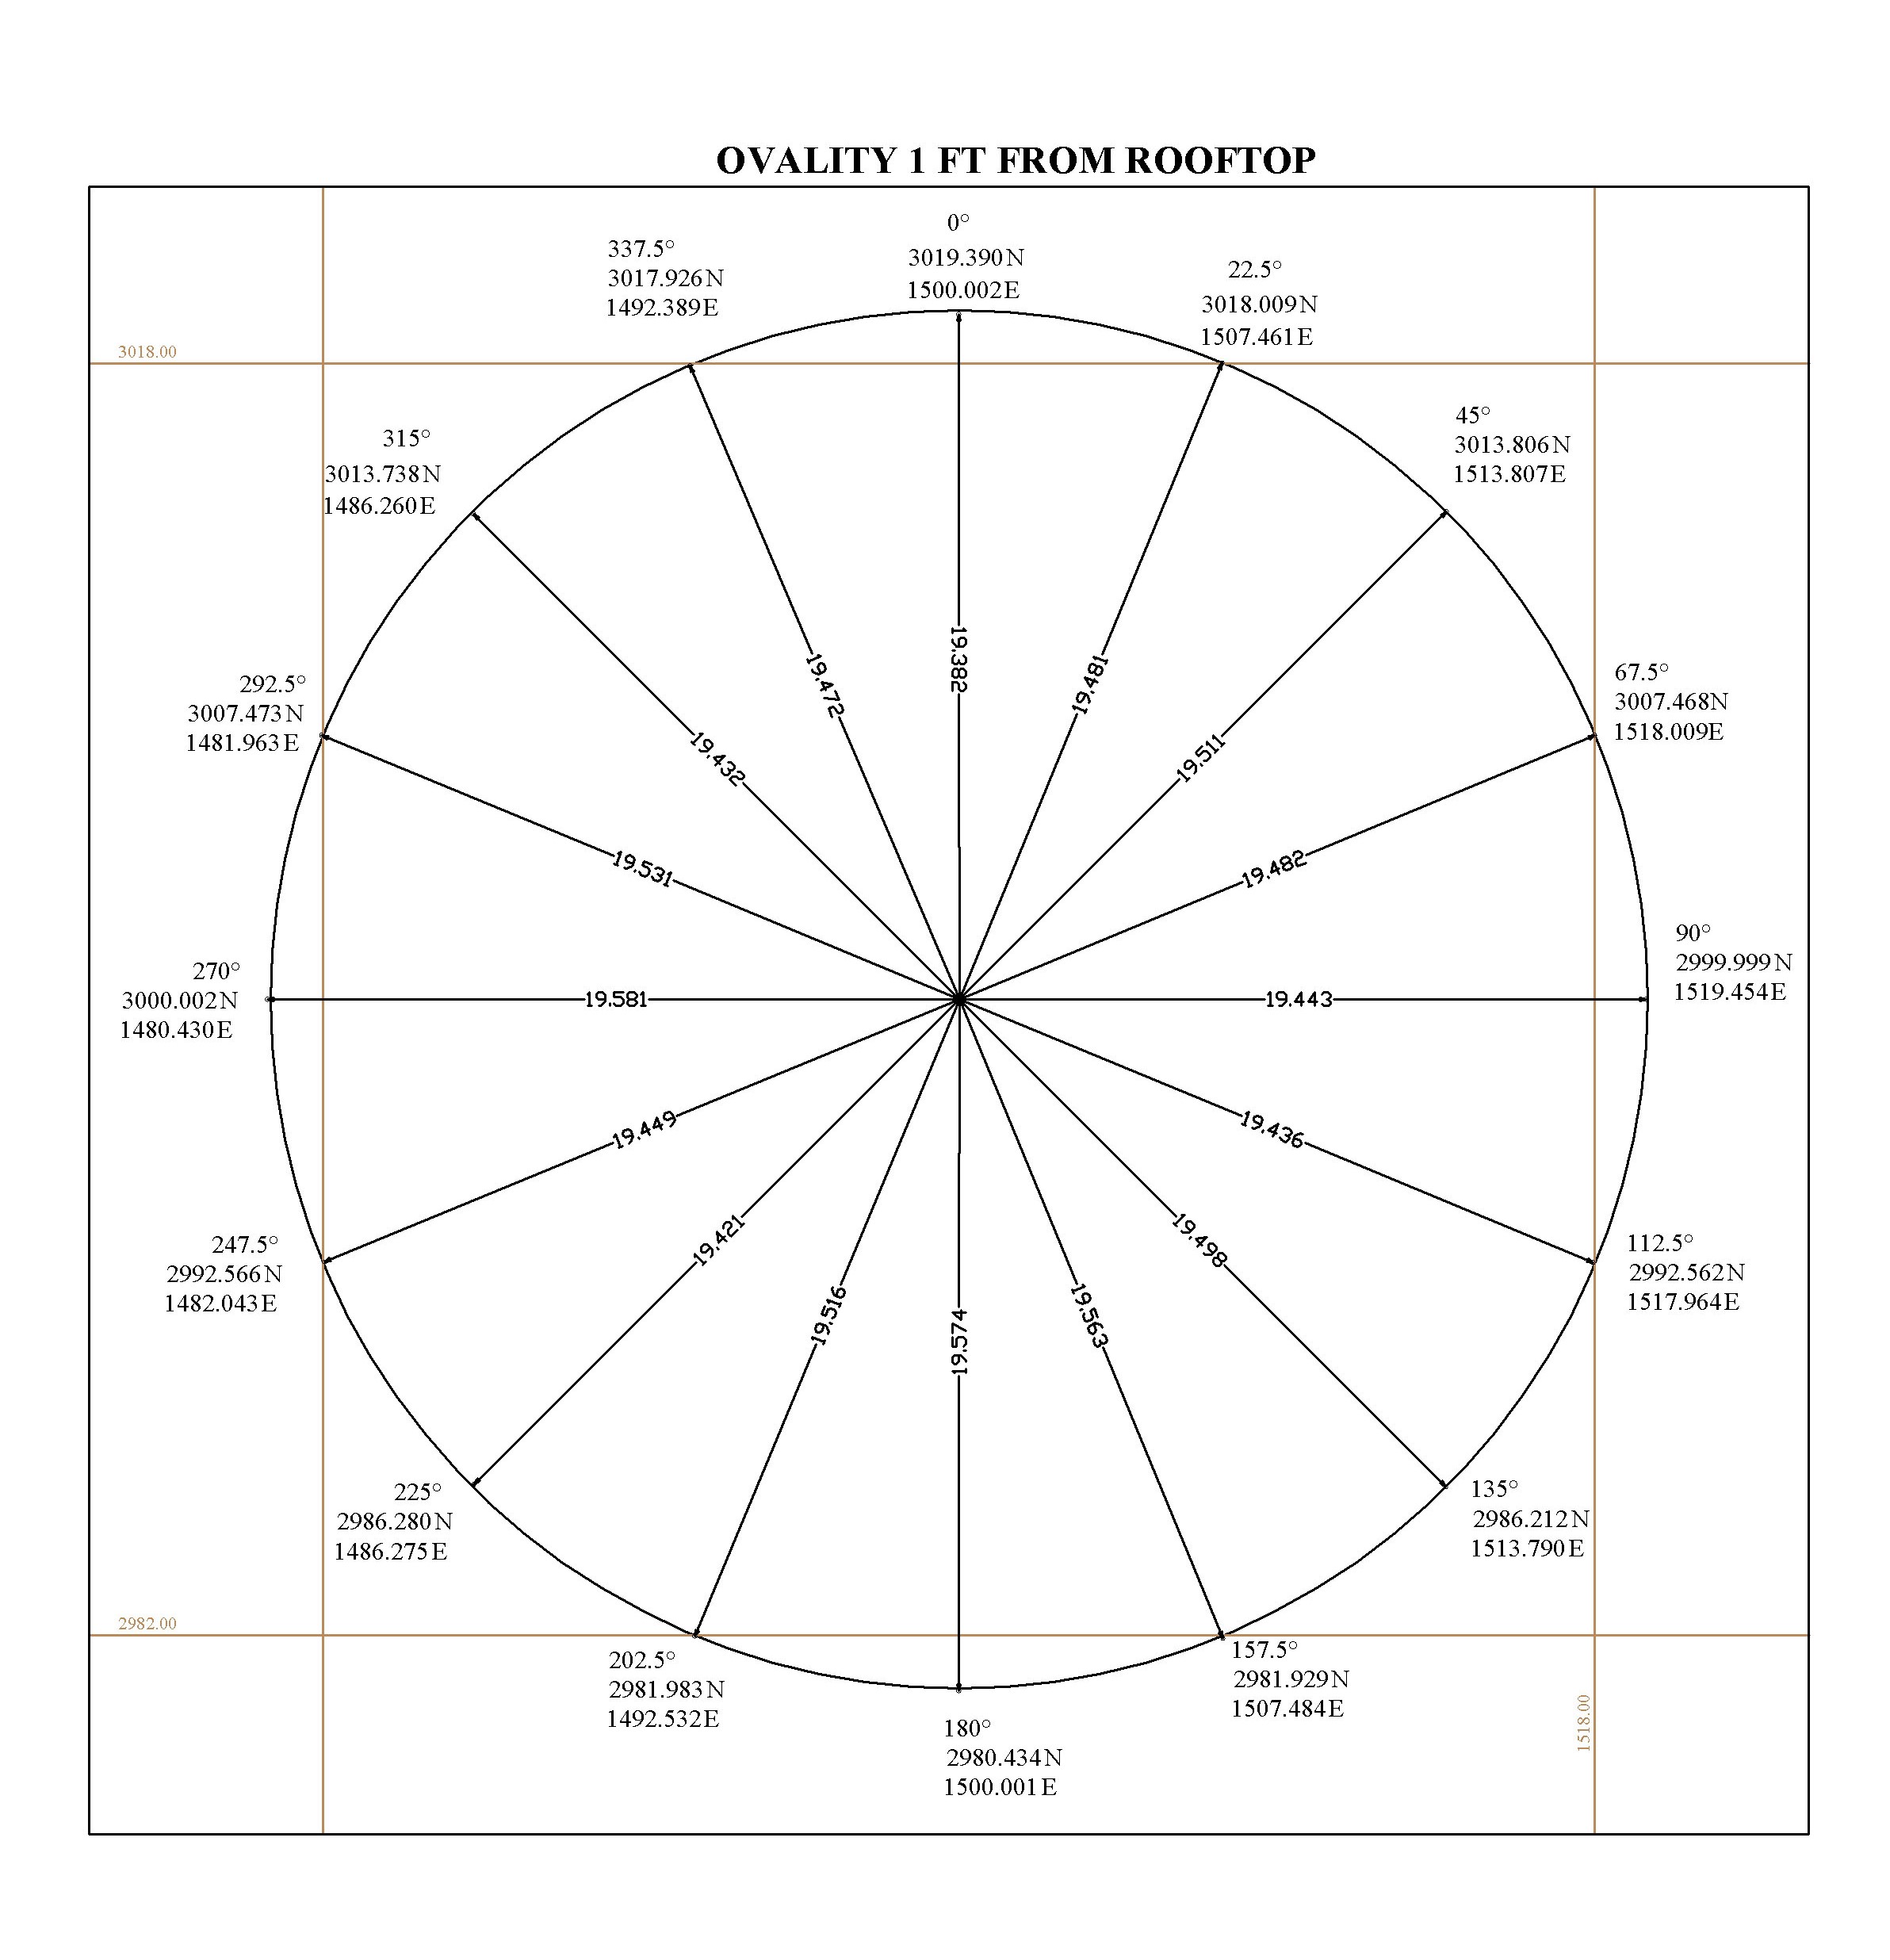 OVALITY 1 FT FROM ROOFTOP
0°
3019.390N
1500.002E
337.5°
3017.926N
1492.389E
22.5°
3018.009N
1507.461E
3018.00
45°
3013.806N
1513.807E
315°
3013.738N
1486.260E
19.472
19.382
19.481
67.5°
3007.468N
1518.009E
292.5°
3007.473N
1481.963E
19.432
19.511
19.531
19.482
90°
2999.999N
1519.454E
270°
3000.002N
1480.430E
19.581
19.443
19.449
19.436
247.5°
2992.566N
1482.043E
112.5°
2992.562N
1517.964E
19.421
19.498
19.516
19.574
19.563
225°
2986.280N
1486.275E
135°
2986.212N
1513.790E
2982.00
202.5°
2981.983N
1492.532E
157.5°
2981.929N
1507.484E
1518.00
180°
2980.434N
1500.001E